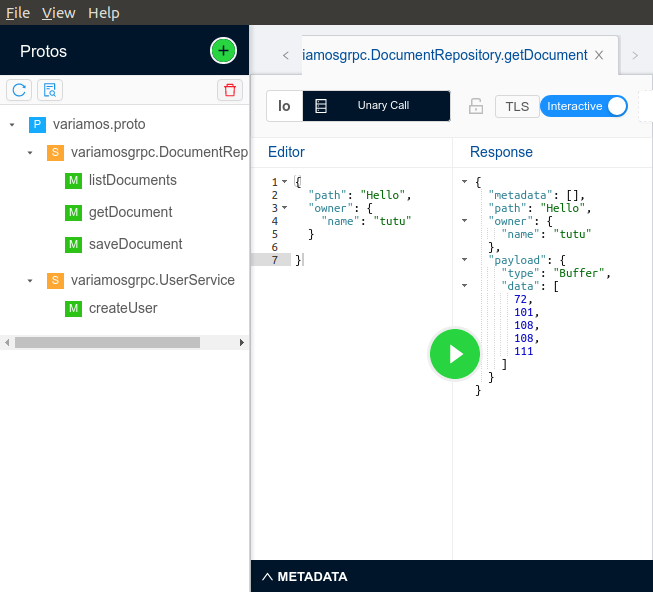 File View Help
Protos
P variamos.proto
S variamosgrpc.DocumentRep
M listDocuments
M getDocument
M saveDocument
S variamosgrpc.UserService
M createUser
iamosgrpc.DocumentRepository.getDocument
lo Unary Call TLS Interactive
Editor
1 {
2 "path": "Hello",
3 "owner": {
4 "name": "tutu"
5 }
6
7 }
Response
{
"metadata": [],
"path": "Hello",
"owner": {
"name": "tutu"
},
"payload": {
"type": "Buffer",
"data": [
72,
101,
108,
108,
111
]
}
}
METADATA